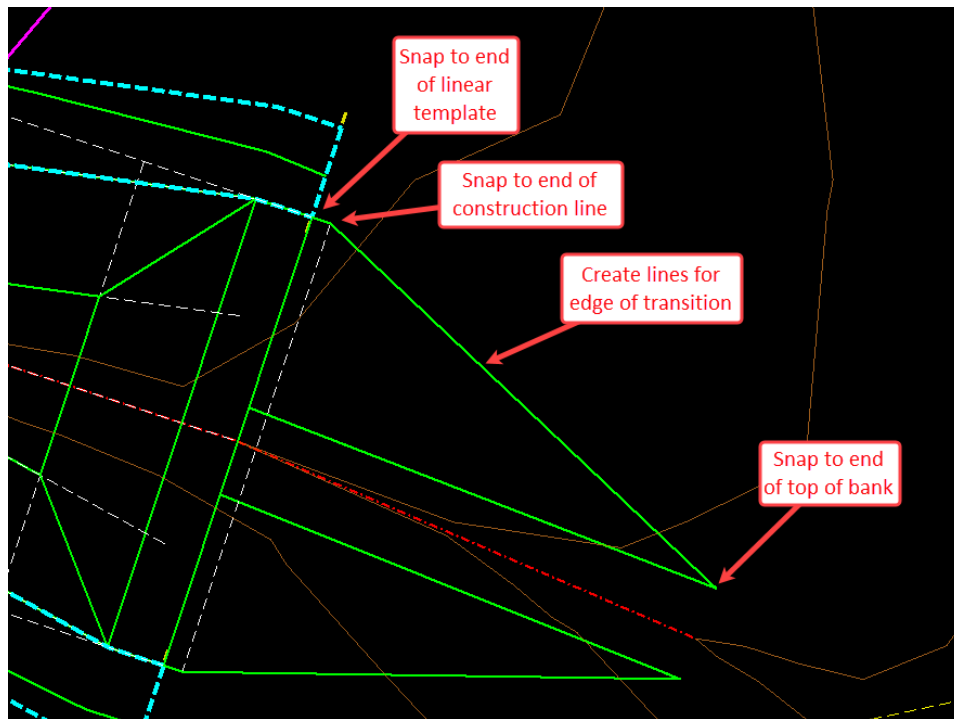 Snap to end
of linear
template
Snap to end of
construction line
Create lines for
edge of transition
Snap to end
of top of bank